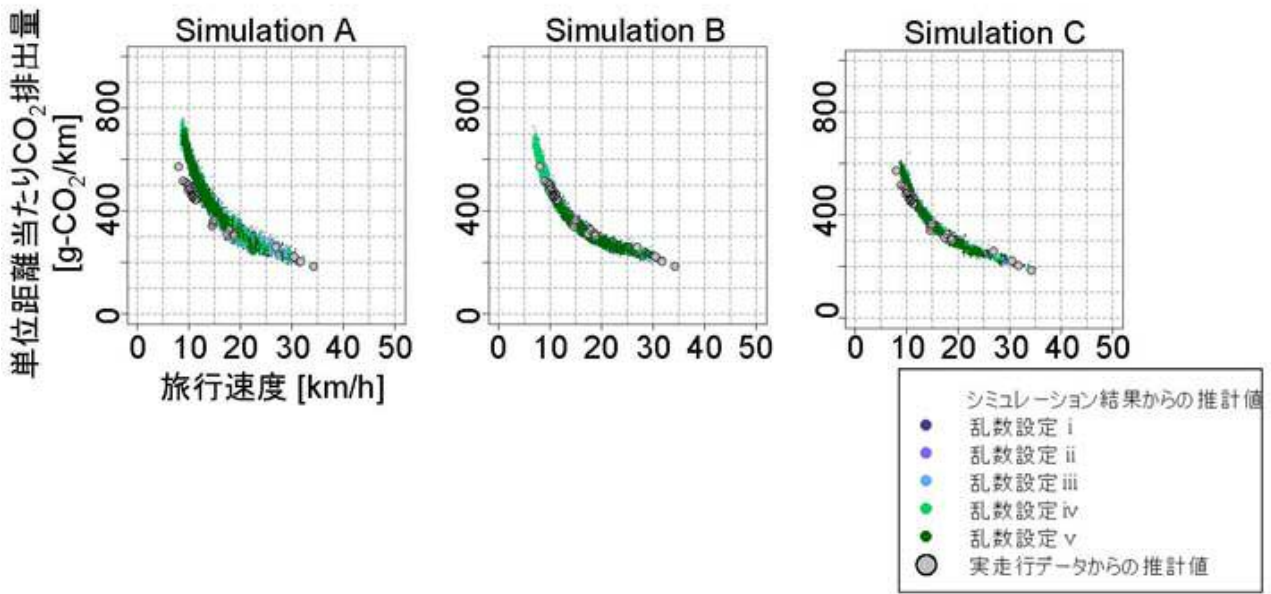 Simulation A
Simulation B
Simulation C
単位距離当たりCO₂排出量
[g-CO₂/km]
800
400
0
800
400
0
800
400
0
0 10 20 30 40 50
0 10 20 30 40 50
0 10 20 30 40 50
旅行速度 [km/h]
シミュレーション結果からの推計値
乱数設定 i
乱数設定 ii
乱数設定 iii
乱数設定 iv
乱数設定 v
実走行データからの推計値